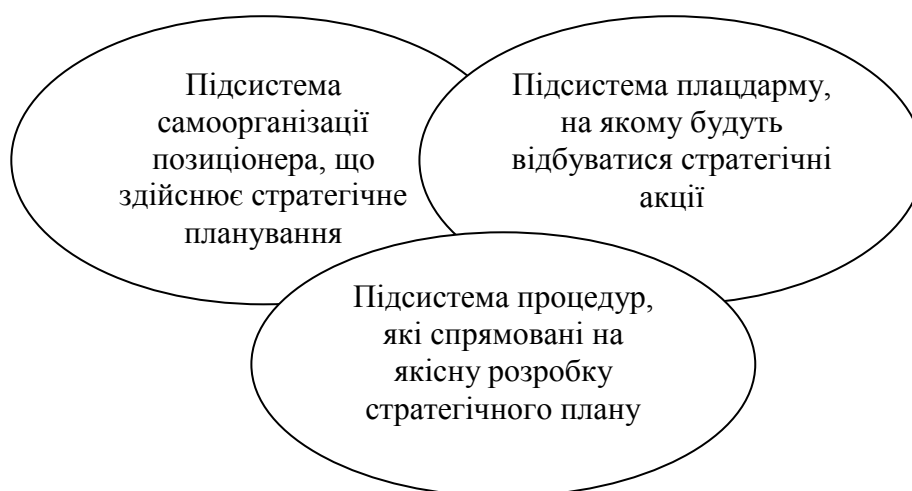 Підсистема
самоорганізації
позиціонера, що
здійснює стратегічне
планування
Підсистема плацдарму,
на якому будуть
відбуватися стратегічні
акції
Підсистема процедур,
які спрямовані на
якісну розробку
стратегічного плану